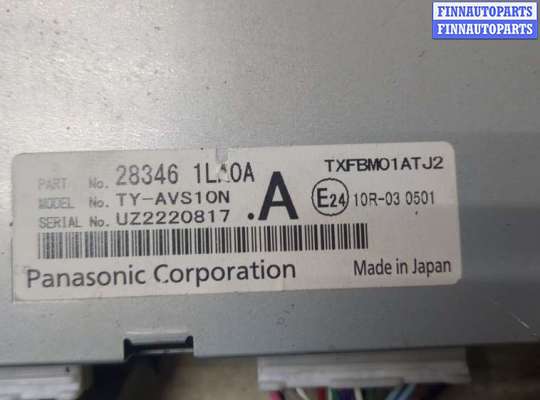 FINNAUTOPARTS
FINNAUTOPARTS
PART No. 28346 1LA0A
MODEL No. TY-AVS10N
SERIAL No. UZ2220817
.A
TXFBM01ATJ2
E24 10R-03 0501
Panasonic Corporation
Made in Japan